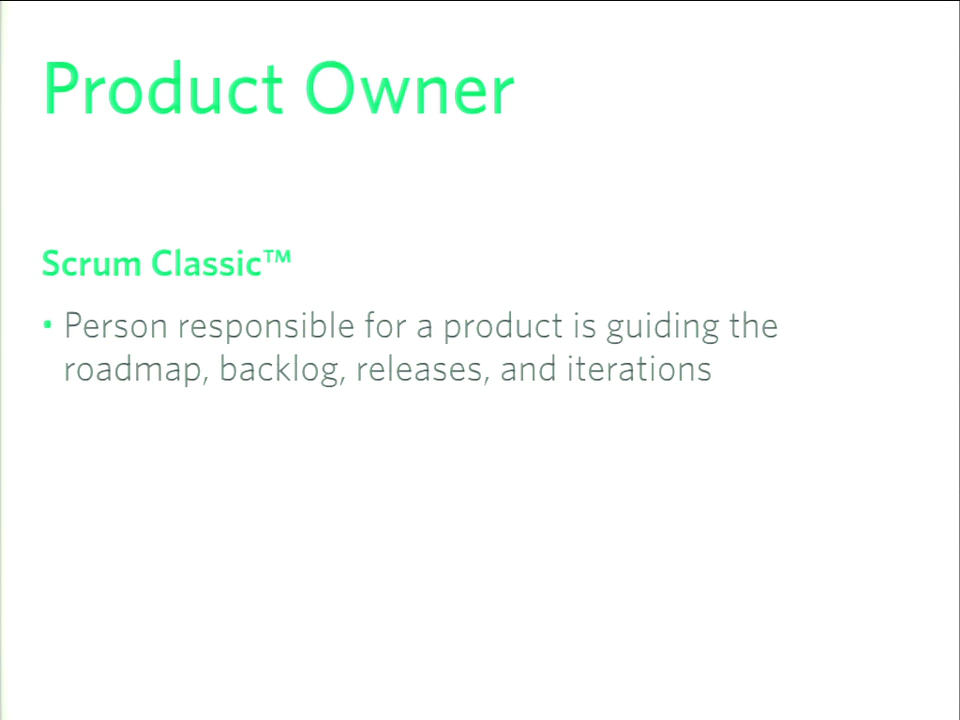 Product Owner
Scrum Classic™
• Person responsible for a product is guiding the
roadmap, backlog, releases, and iterations